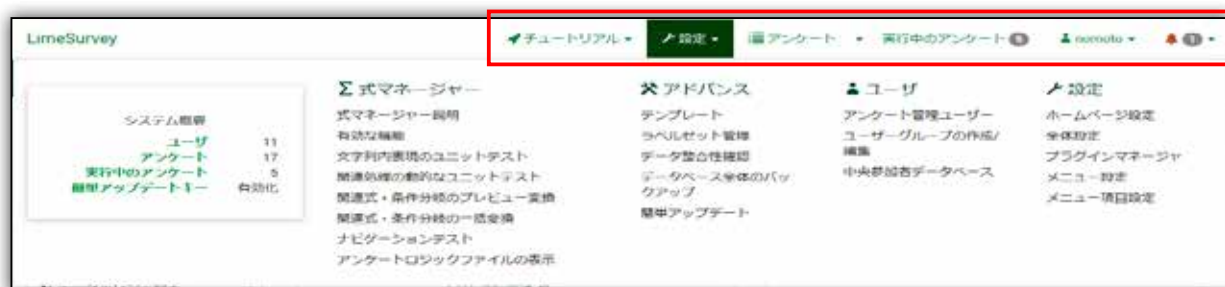 LimeSurvey
チュートリアル 設定 アンケート 実行中のアンケート 5 nomoto 1
システム概要
ユーザ 11
アンケート 17
実行中のアンケート 5
簡単アップデートキー 有効化
Σ式マネージャー
式マネージャー説明
有効な機能
文字列内表現のユニットテスト
関連処理の動的なユニットテスト
関連式・条件分岐のプレビュー変換
関連式・条件分岐の一括変換
ナビゲーションテスト
アンケートロジックファイルの表示
アドバンス
テンプレート
ラベルセット管理
データ整合性確認
データベース全体のバッ
クアップ
簡単アップデート
ユーザ
アンケート管理ユーザー
ユーザーグループの作成/
編集
中央参加者データベース
設定
ホームページ設定
全体設定
プラグインマネージャ
メニュー設定
メニュー項目設定